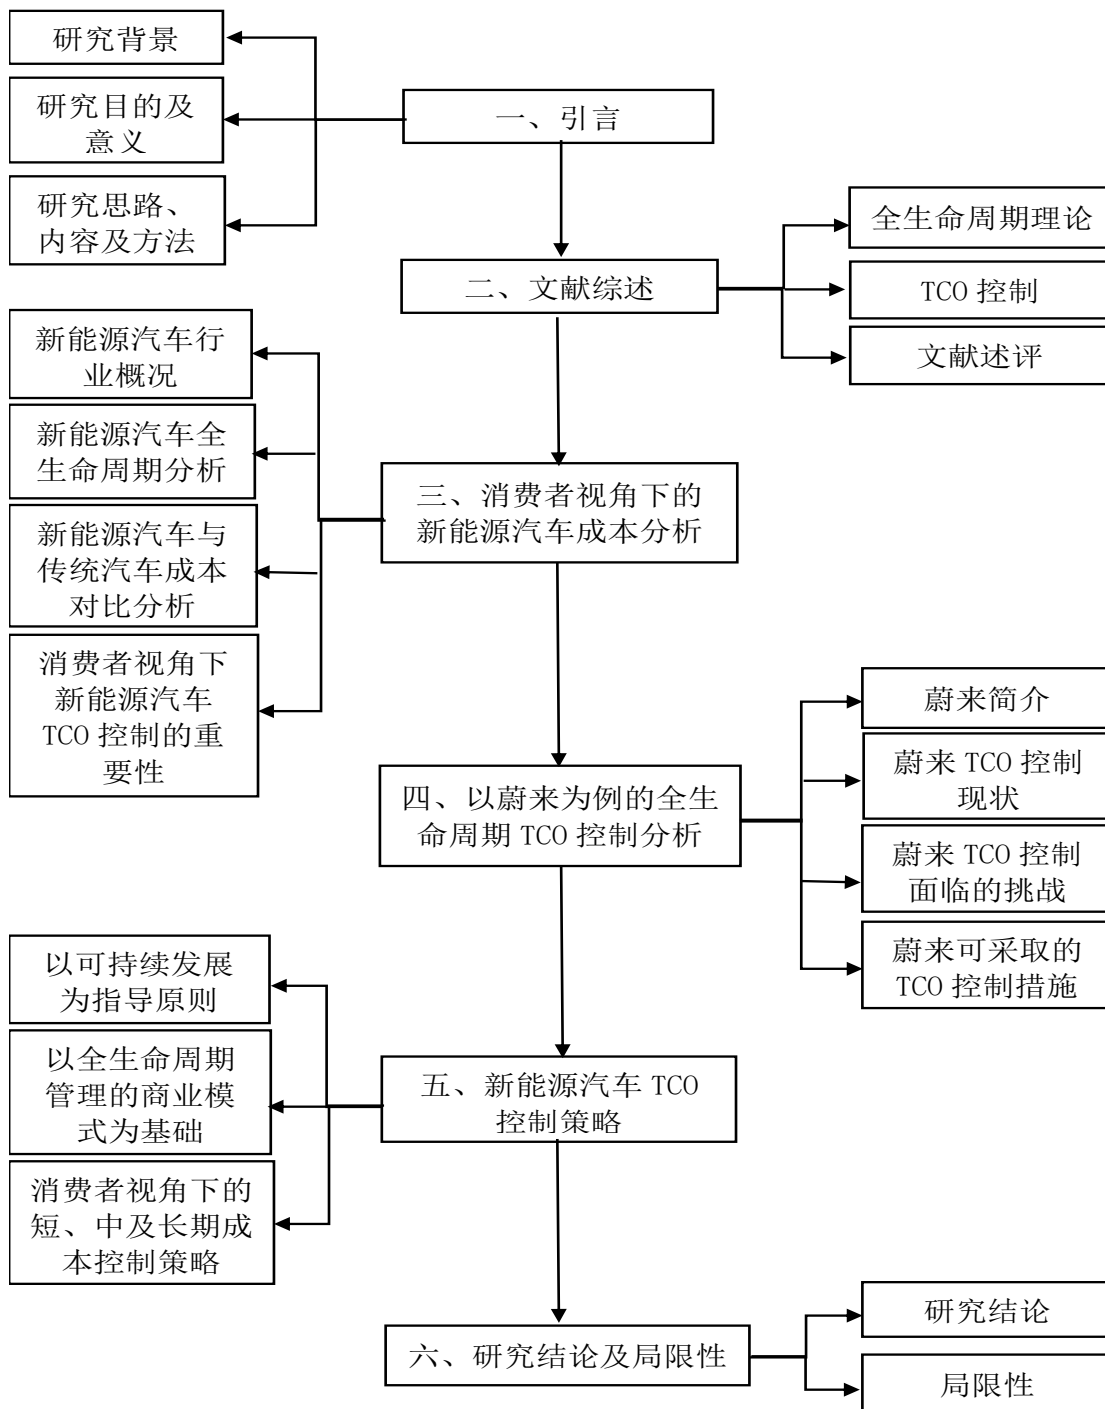 研究背景
研究目的及
意义
研究思路、
内容及方法
一、引言
二、文献综述
全生命周期理论
TCO 控制
文献述评
新能源汽车行
业概况
新能源汽车全
生命周期分析
新能源汽车与
传统汽车成本
对比分析
消费者视角下
新能源汽车
TCO 控制的重
要性
三、消费者视角下的
新能源汽车成本分析
四、以蔚来为例的全生
命周期 TCO 控制分析
蔚来简介
蔚来 TCO 控制
现状
蔚来 TCO 控制
面临的挑战
蔚来可采取的
TCO 控制措施
以可持续发展
为指导原则
以全生命周期
管理的商业模
式为基础
消费者视角下的
短、中及长期成
本控制策略
五、新能源汽车 TCO
控制策略
六、研究结论及局限性
研究结论
局限性